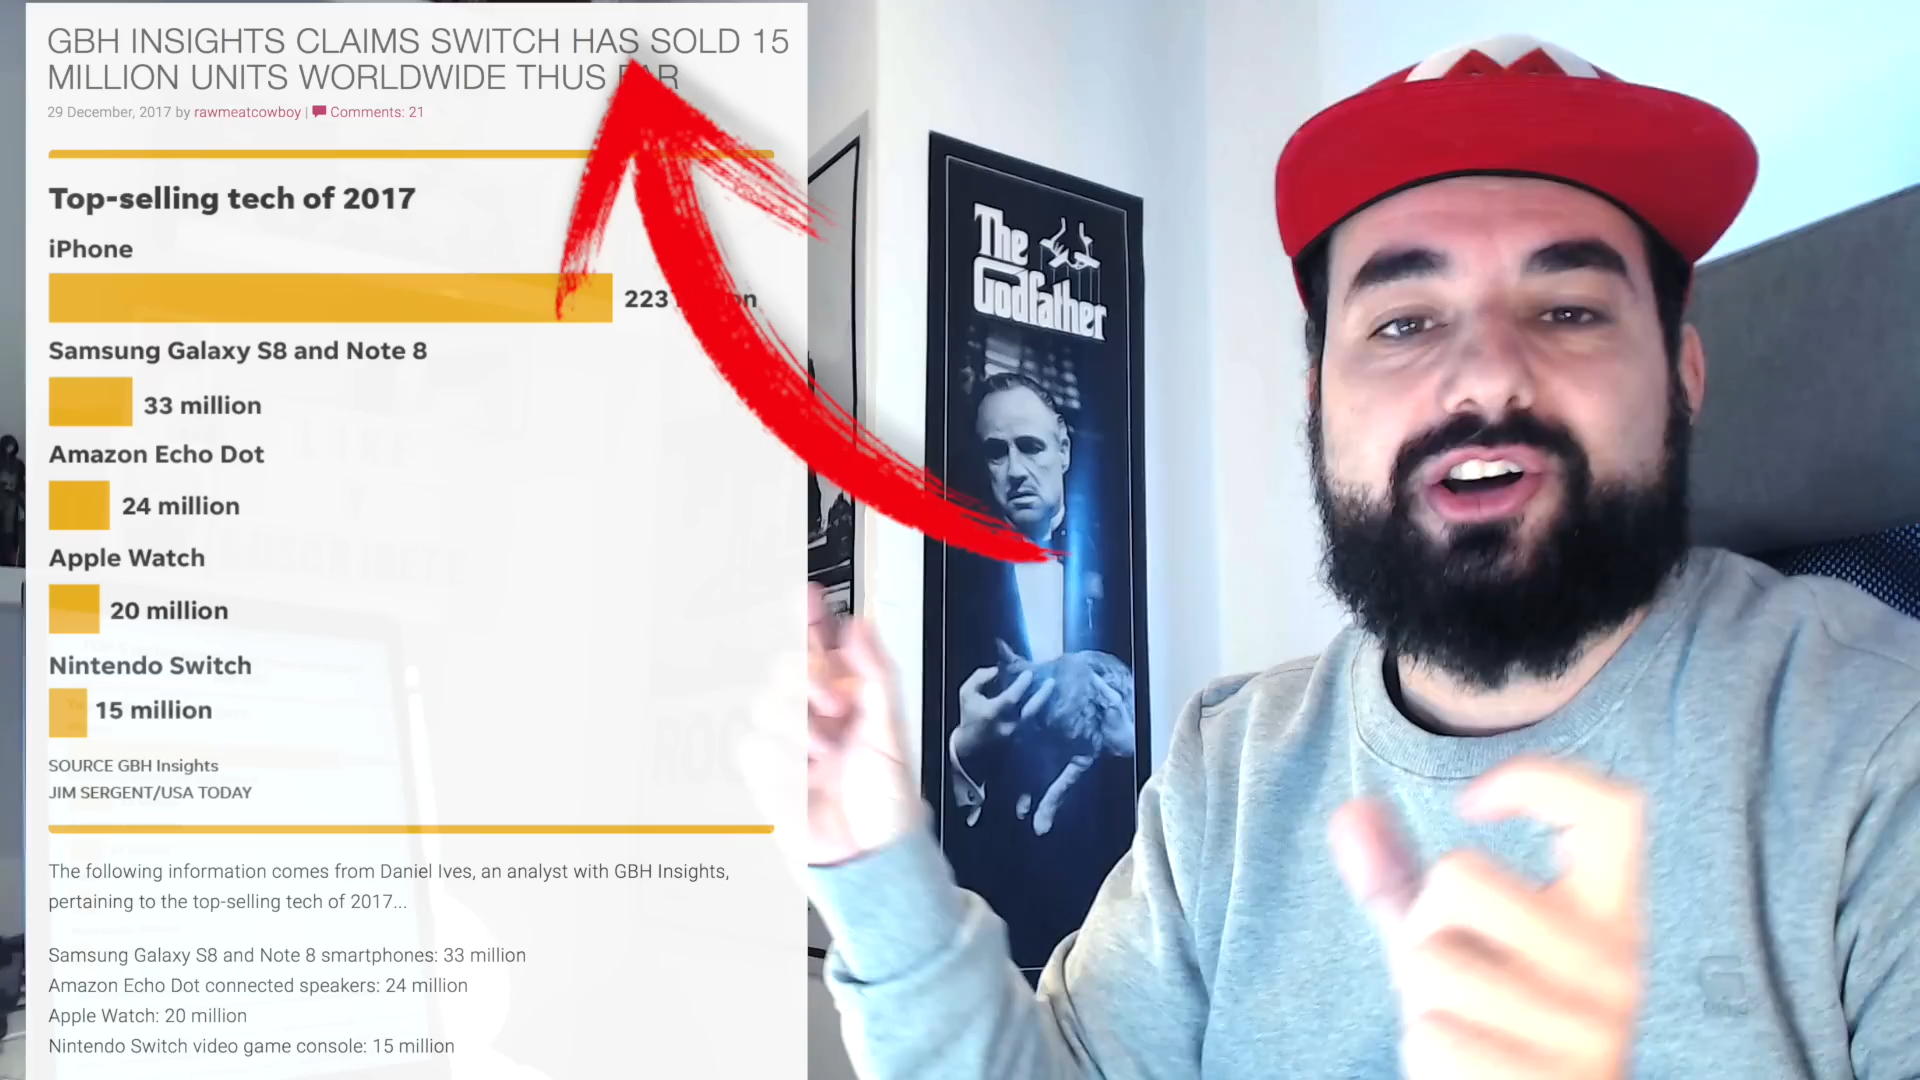 GBH INSIGHTS CLAIMS SWITCH HAS SOLD 15
MILLION UNITS WORLDWIDE THUS FAR
29 December, 2017 by rawmeatcowboy | Comments: 21
Top-selling tech of 2017
iPhone
223 million
Samsung Galaxy S8 and Note 8
33 million
Amazon Echo Dot
24 million
Apple Watch
20 million
Nintendo Switch
15 million
SOURCE GBH Insights
JIM SERGENT/USA TODAY
The following information comes from Daniel Ives, an analyst with GBH Insights,
pertaining to the top-selling tech of 2017...
Samsung Galaxy S8 and Note 8 smartphones: 33 million
Amazon Echo Dot connected speakers: 24 million
Apple Watch: 20 million
Nintendo Switch video game console: 15 million
The
Godfather